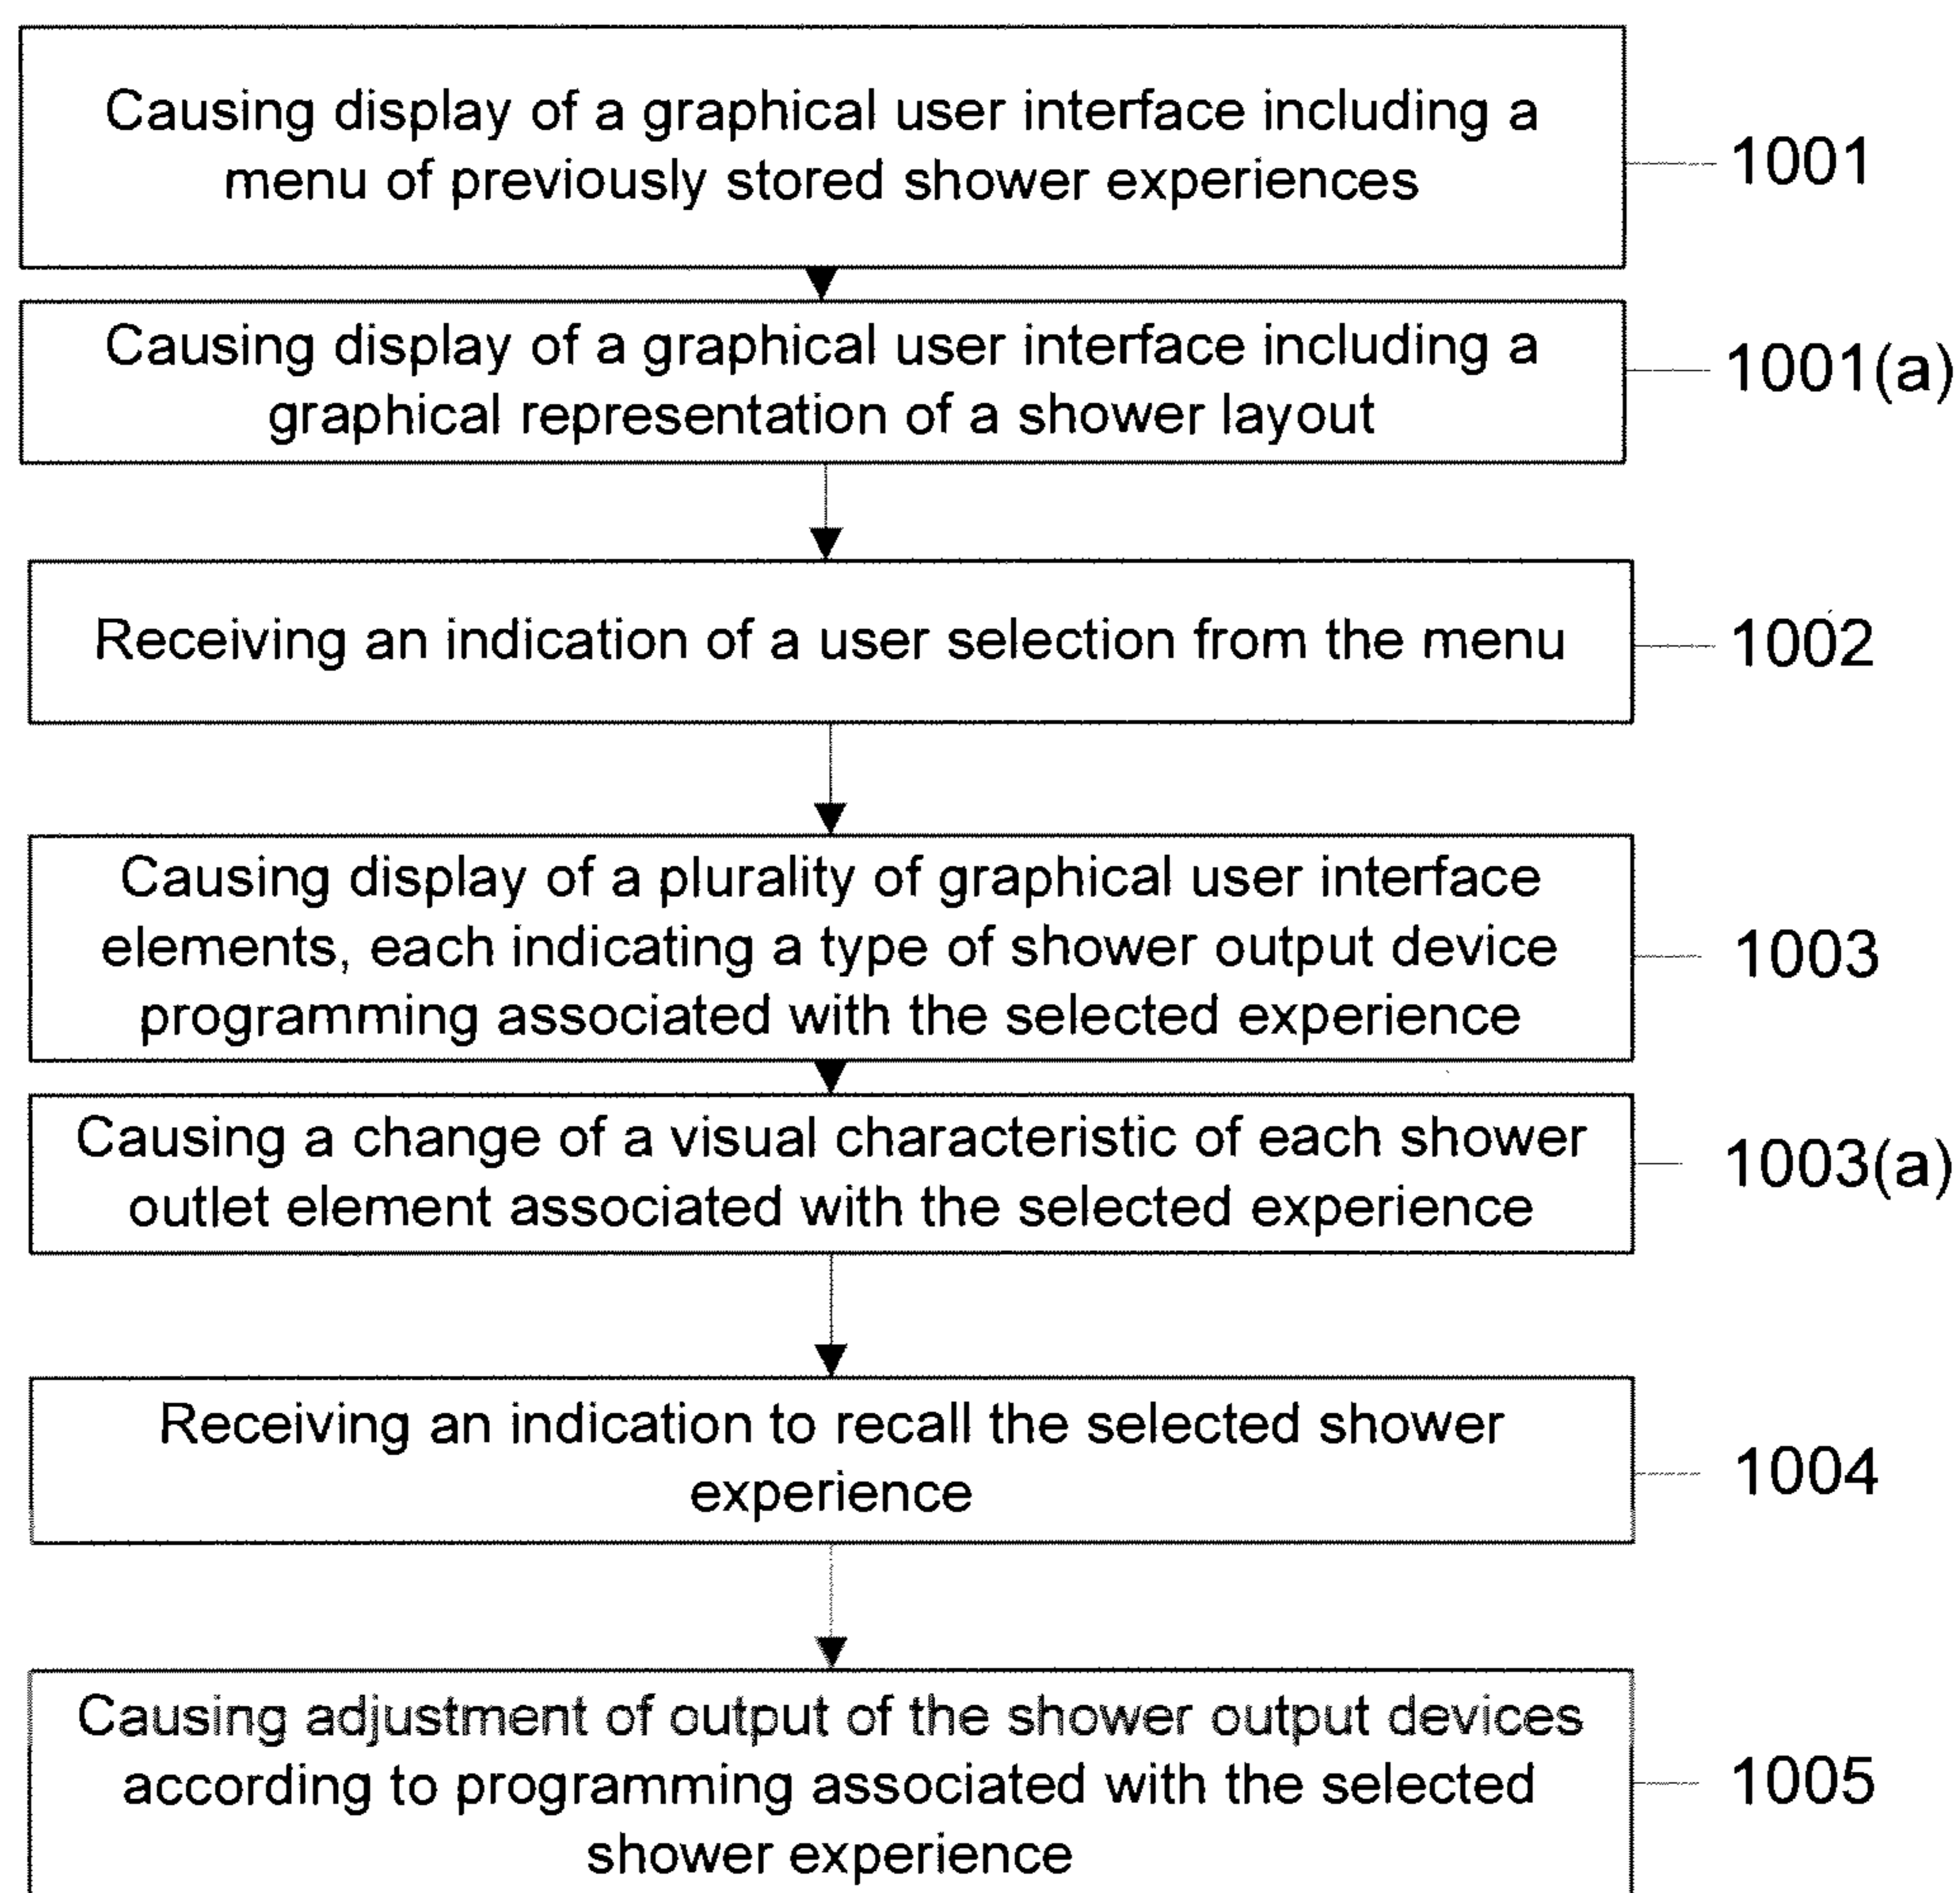 Causing display of a graphical user interface including a
menu of previously stored shower experiences
1001
Causing display of a graphical user interface including a
graphical representation of a shower layout
1001(a)
Receiving an indication of a user selection from the menu
1002
Causing display of a plurality of graphical user interface
elements, each indicating a type of shower output device
programming associated with the selected experience
1003
Causing a change of a visual characteristic of each shower
outlet element associated with the selected experience
1003(a)
Receiving an indication to recall the selected shower
experience
1004
Causing adjustment of output of the shower output devices
according to programming associated with the selected
shower experience
1005